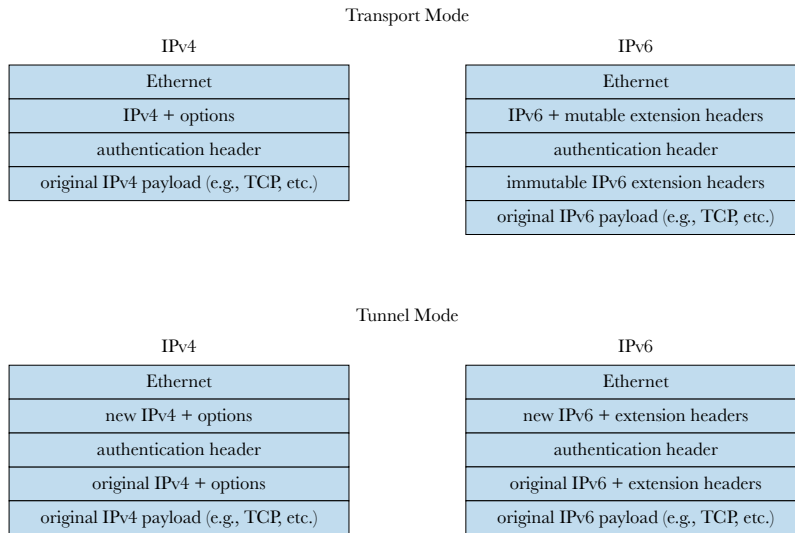 Transport Mode
IPv4
Ethernet
IPv4 + options
authentication header
original IPv4 payload (e.g., TCP, etc.)
IPv6
Ethernet
IPv6 + mutable extension headers
authentication header
immutable IPv6 extension headers
original IPv6 payload (e.g., TCP, etc.)
Tunnel Mode
IPv4
Ethernet
new IPv4 + options
authentication header
original IPv4 + options
original IPv4 payload (e.g., TCP, etc.)
IPv6
Ethernet
new IPv6 + extension headers
authentication header
original IPv6 + extension headers
original IPv6 payload (e.g., TCP, etc.)